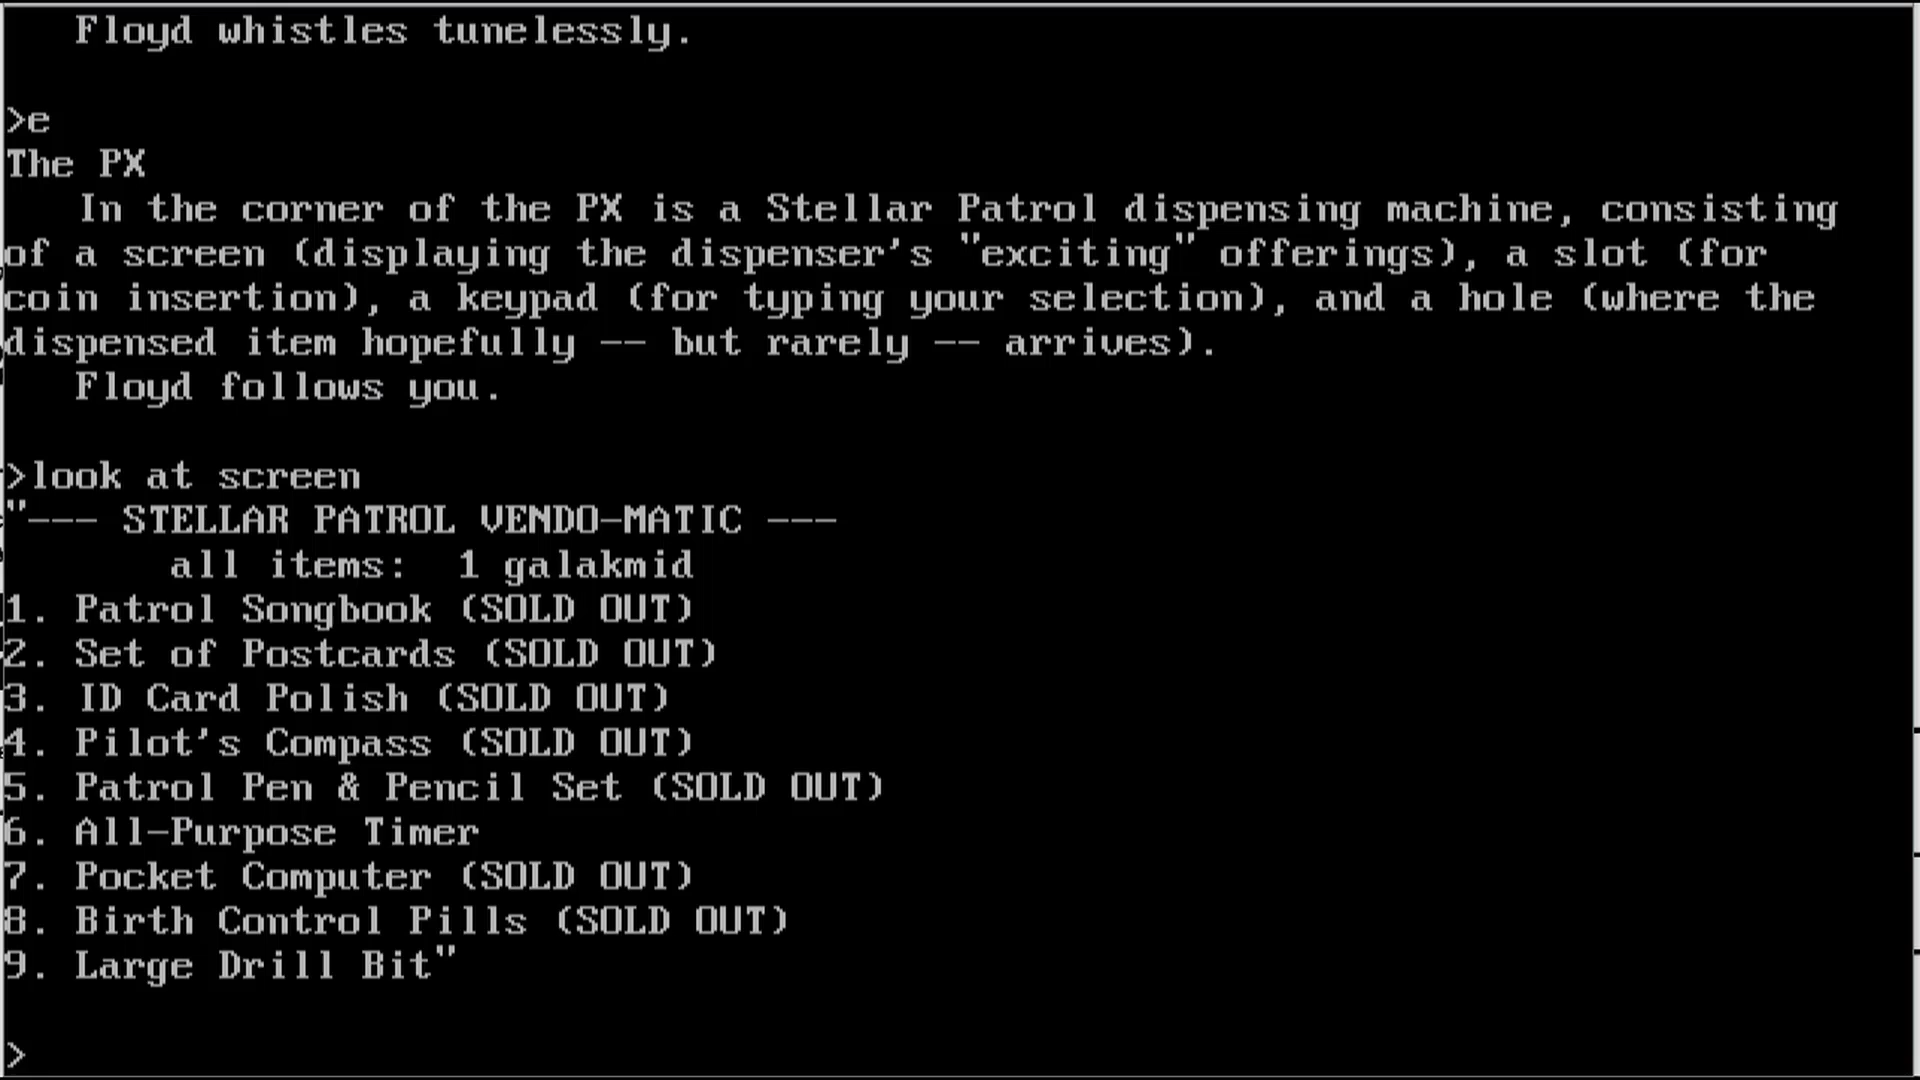 Floyd whistles tunelessly.
>e
The PX
In the corner of the PX is a Stellar Patrol dispensing machine, consisting
of a screen (displaying the dispenser's "exciting" offerings), a slot (for
coin insertion), a keypad (for typing your selection), and a hole (where the
dispensed item hopefully -- but rarely -- arrives).
Floyd follows you.
>look at screen
"--- STELLAR PATROL VENDO-MATIC ---
all items:  1 galakmid
1. Patrol Songbook (SOLD OUT)
2. Set of Postcards (SOLD OUT)
3. ID Card Polish (SOLD OUT)
4. Pilot's Compass (SOLD OUT)
5. Patrol Pen & Pencil Set (SOLD OUT)
6. All-Purpose Timer
7. Pocket Computer (SOLD OUT)
8. Birth Control Pills (SOLD OUT)
9. Large Drill Bit"
>